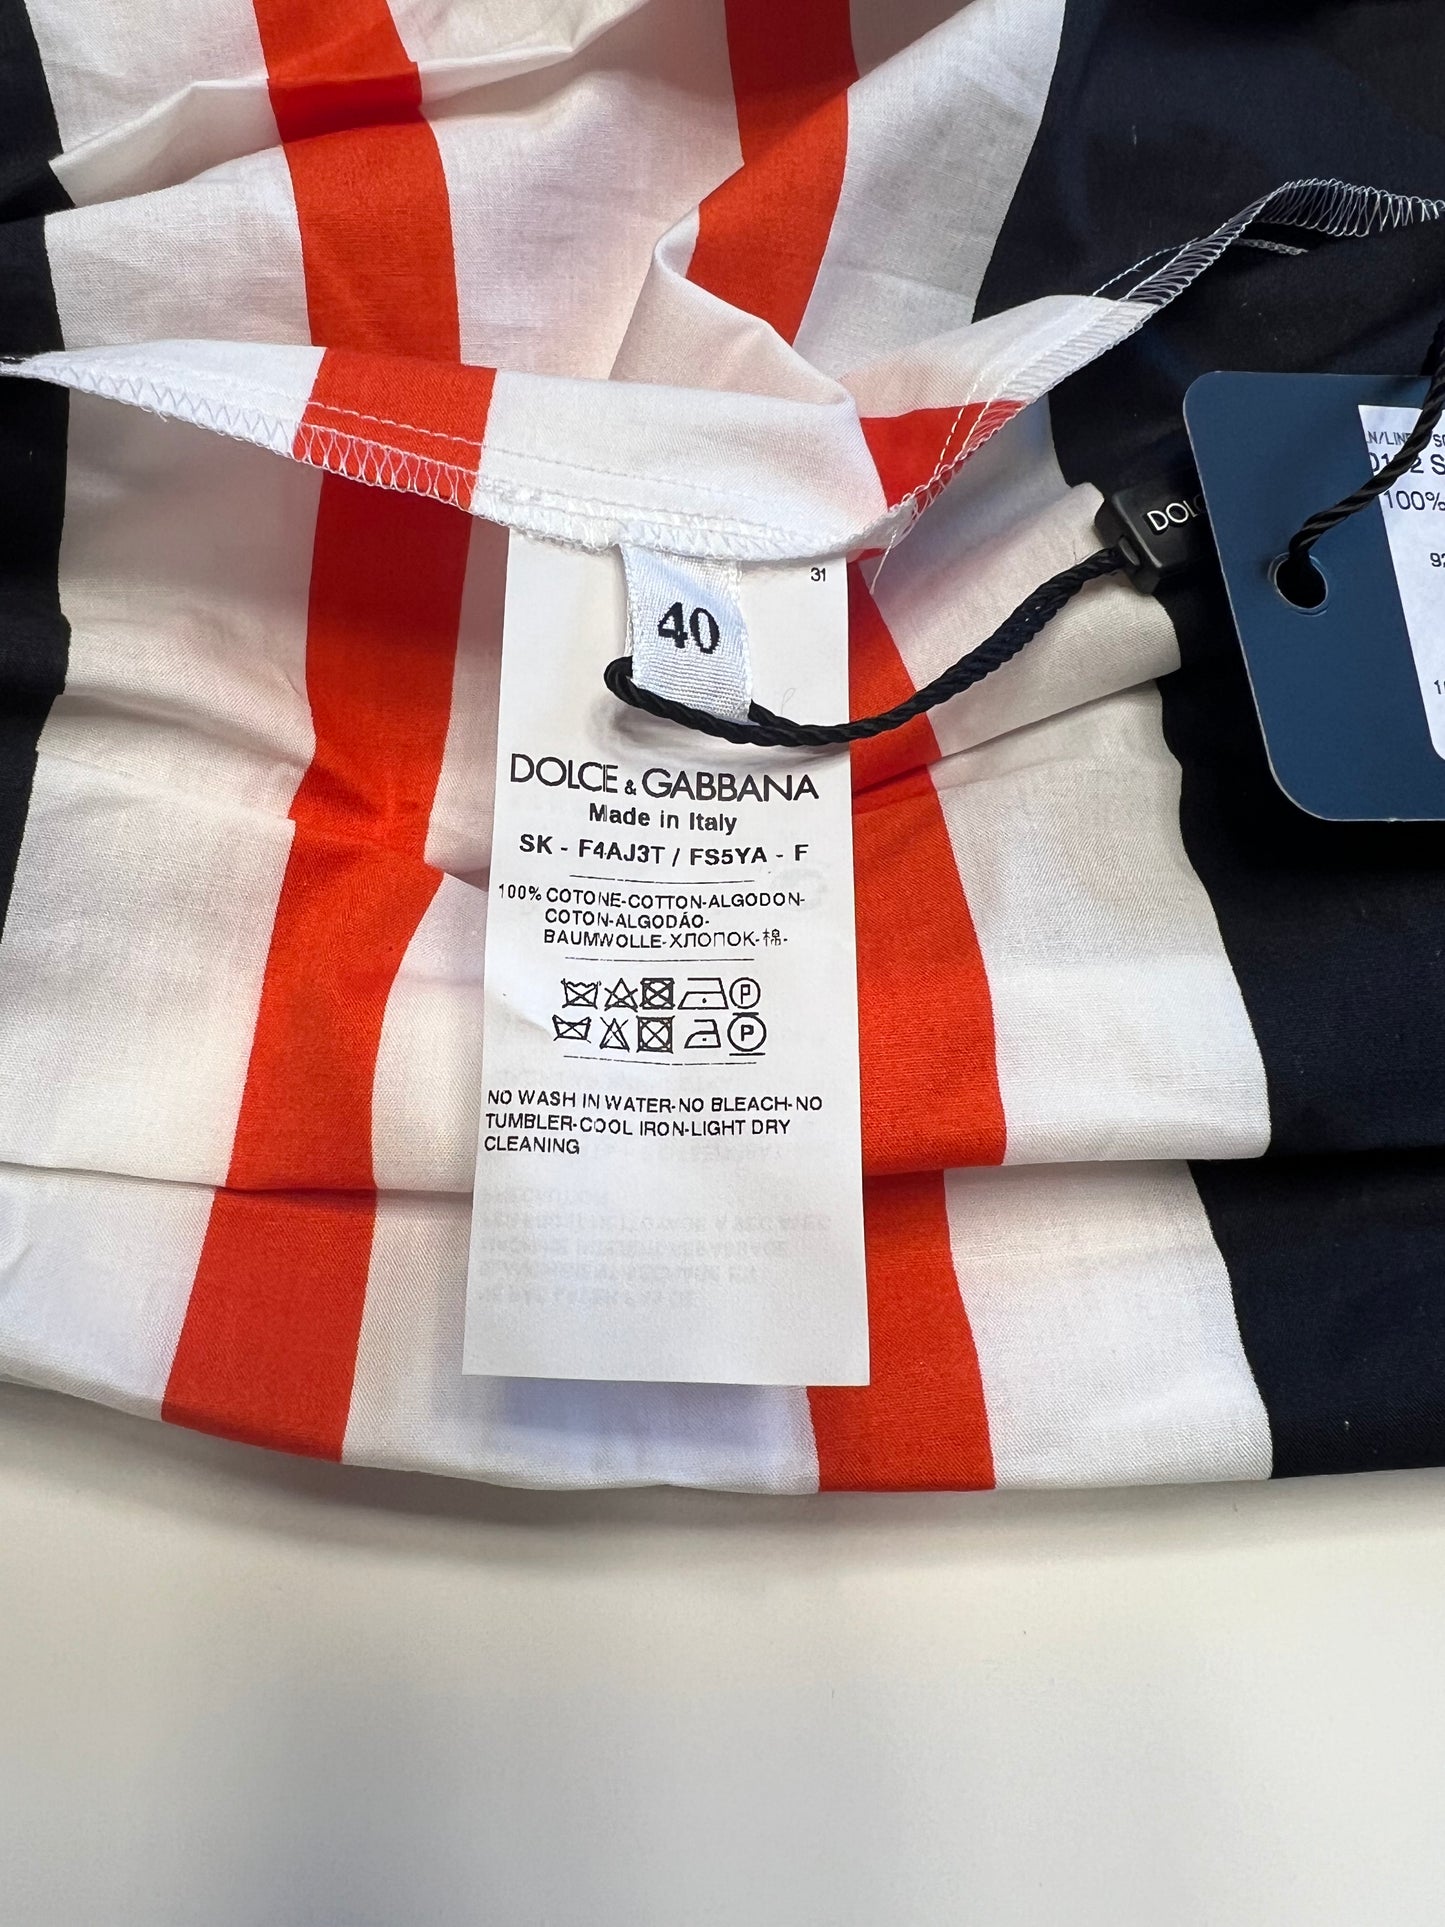 31
40
DOLCE & GABBANA
Made in Italy
SK - F4AJ3T / FS5YA - F
100% COTONE-COTTON-ALGODON-
COTON-ALGODÃO-
BAUMWOLLE-ХЛОПОК-棉-
P
P
NO WASH IN WATER-NO BLEACH-NO
TUMBLER-COOL IRON-LIGHT DRY
CLEANING
100%